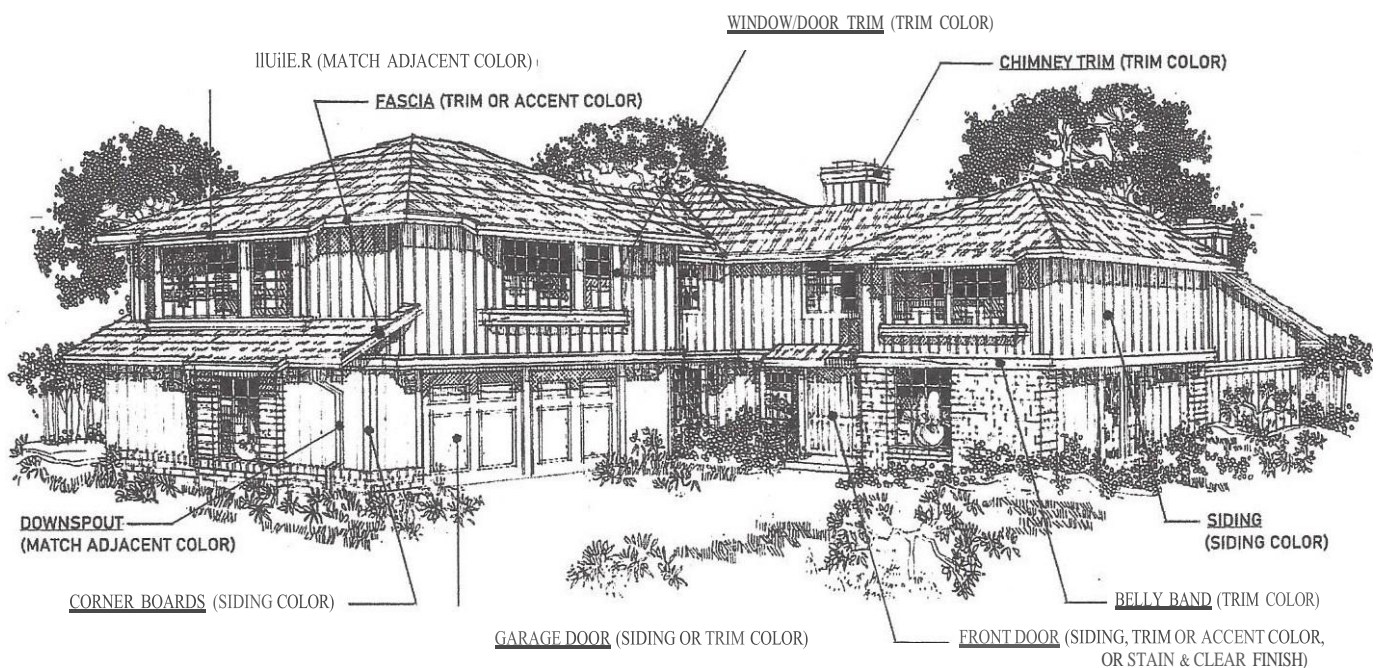 WINDOW/DOOR TRIM (TRIM COLOR)
llUilE.R (MATCH ADJACENT COLOR)
CHIMNEY TRIM (TRIM COLOR)
FASCIA (TRIM OR ACCENT COLOR)
DOWNSPOUT
(MATCH ADJACENT COLOR)
SIDING
(SIDING COLOR)
CORNER BOARDS (SIDING COLOR)
BELLY BAND (TRIM COLOR)
GARAGE DOOR (SIDING OR TRIM COLOR)
FRONT DOOR (SIDING, TRIM OR ACCENT COLOR,
OR STAIN & CLEAR FINISH)